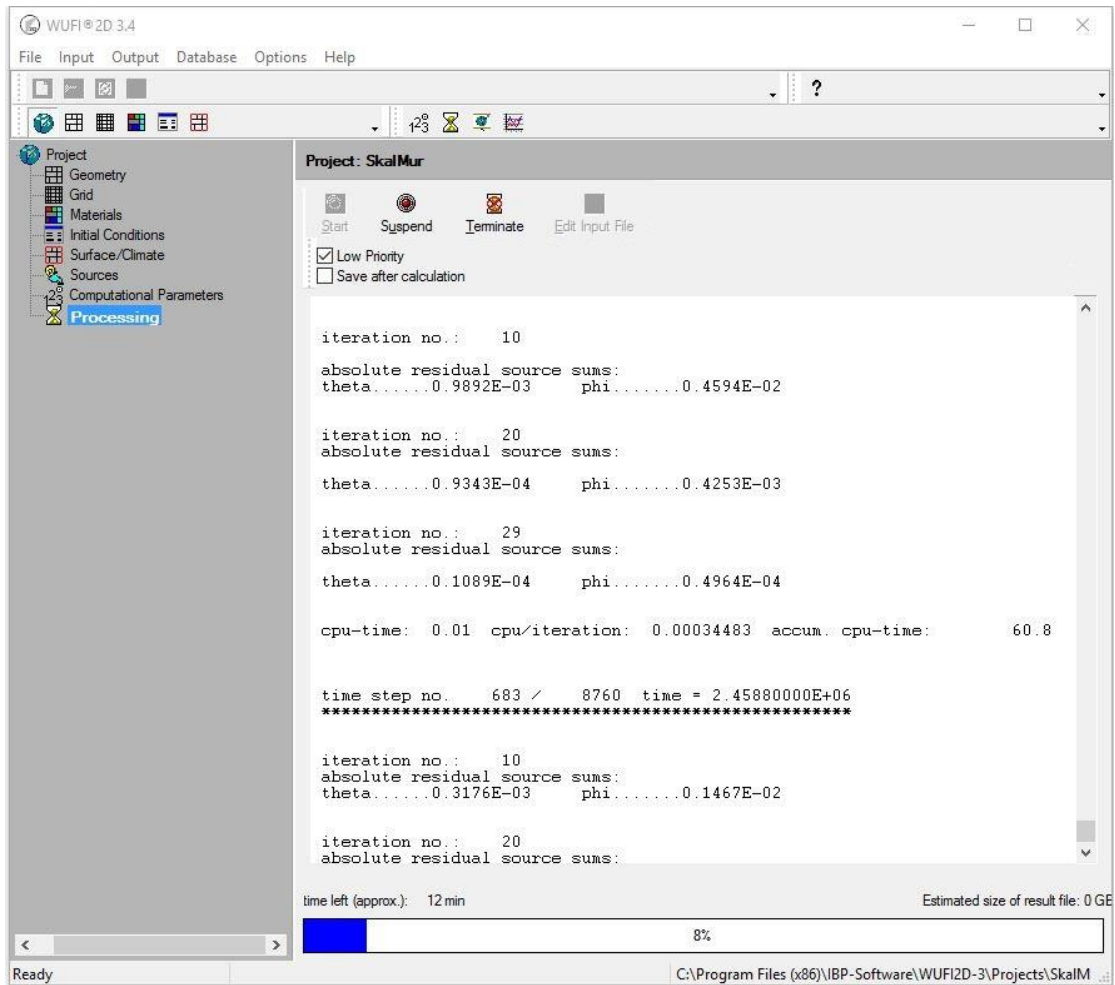 WUFI®2D 3.4
File Input Output Database Options Help
?
Project
Geometry
Grid
Materials
Initial Conditions
Surface/Climate
Sources
Computational Parameters
Processing
Project: SkalMur
Start Suspend Terminate Edit Input File
Low Priority
Save after calculation
iteration no.: 10
absolute residual source sums:
theta......0.9892E-03 phi.......0.4594E-02
iteration no.: 20
absolute residual source sums:
theta......0.9343E-04 phi.......0.4253E-03
iteration no.: 29
absolute residual source sums:
theta......0.1089E-04 phi.......0.4964E-04
cpu-time: 0.01 cpu/iteration: 0.00034483 accum. cpu-time: 60.8
time step no. 683 / 8760 time = 2.45880000E+06
*****************************************************
iteration no.: 10
absolute residual source sums:
theta......0.3176E-03 phi.......0.1467E-02
iteration no.: 20
absolute residual source sums:
time left (approx.): 12 min Estimated size of result file: 0 GE
8%
Ready C:\Program Files (x86)\IBP-Software\WUFI2D-3\Projects\SkalM